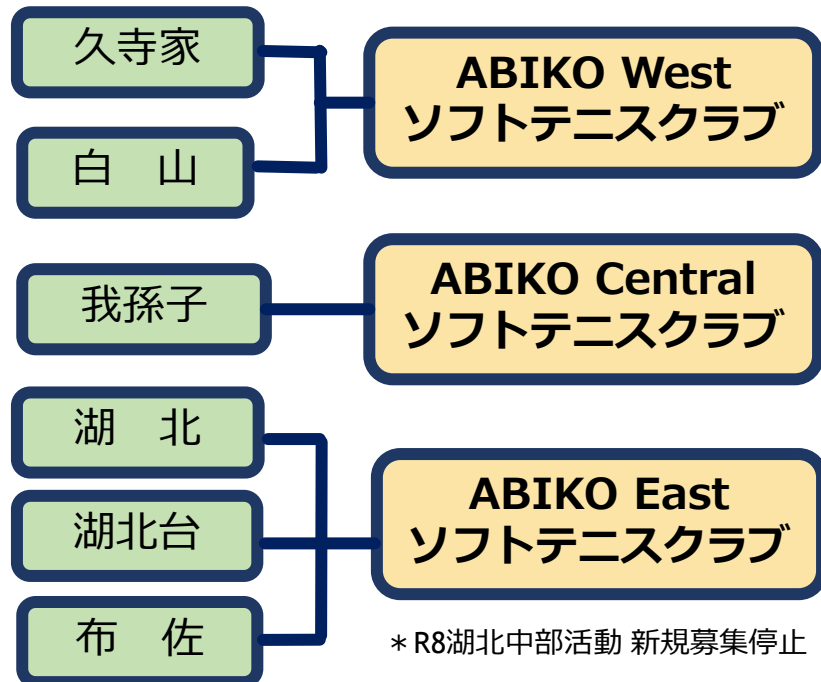 久寺家
白　山
ABIKO West
ソフトテニスクラブ
我孫子
ABIKO Central
ソフトテニスクラブ
湖　北
湖北台
布　佐
ABIKO East
ソフトテニスクラブ
＊R8湖北中部活動 新規募集停止